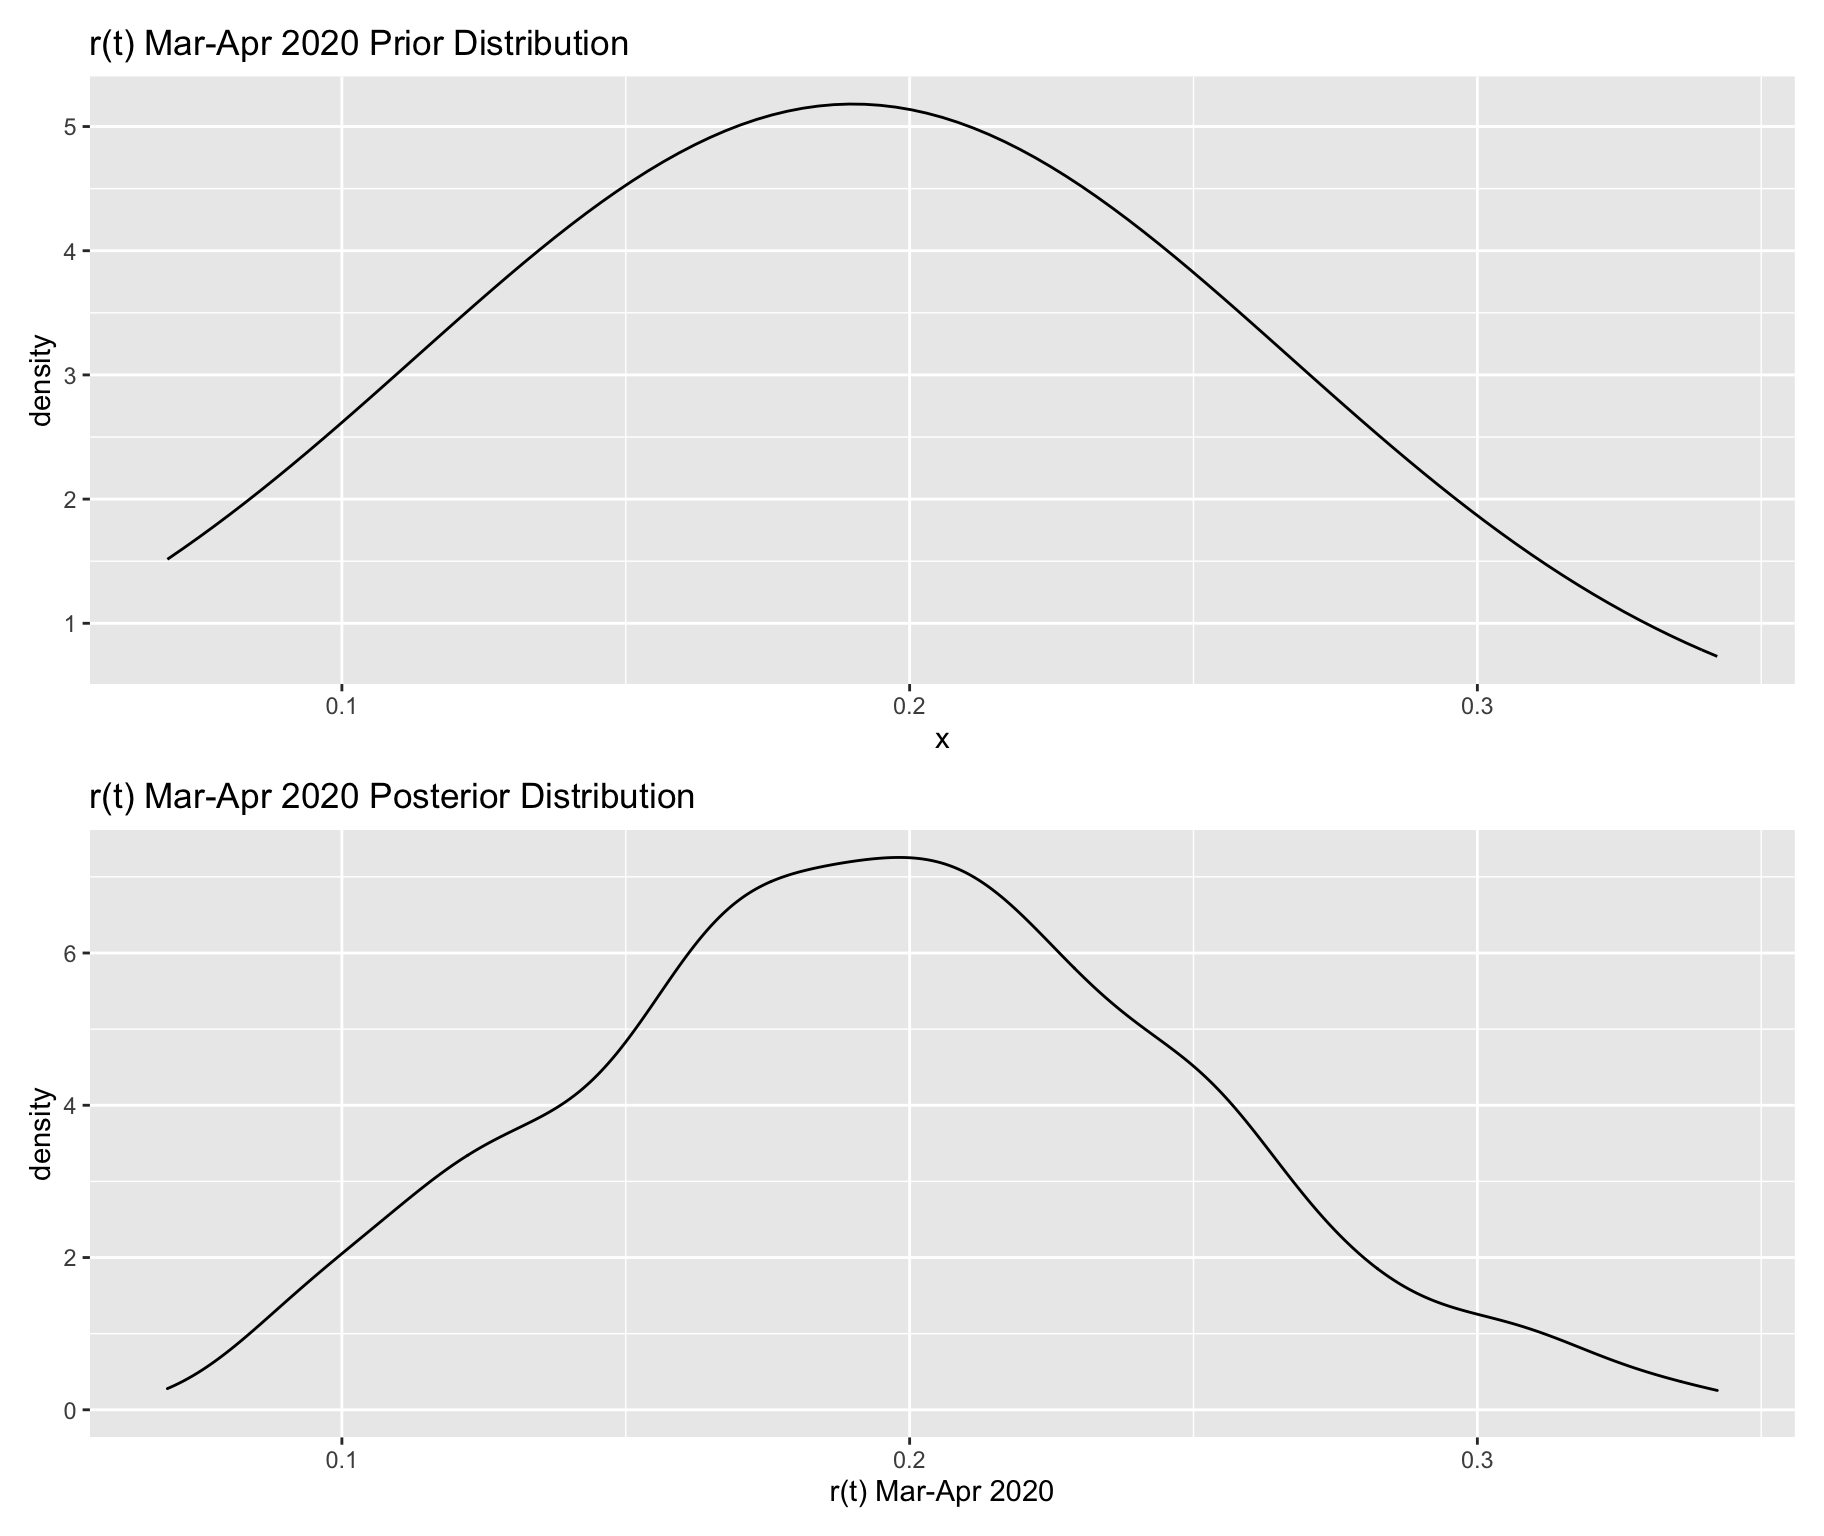 r(t) Mar-Apr 2020 Prior Distribution
5
4
3
2
1
density
0.1 0.2 0.3
x
r(t) Mar-Apr 2020 Posterior Distribution
6
4
2
0
density
0.1 0.2 0.3
r(t) Mar-Apr 2020